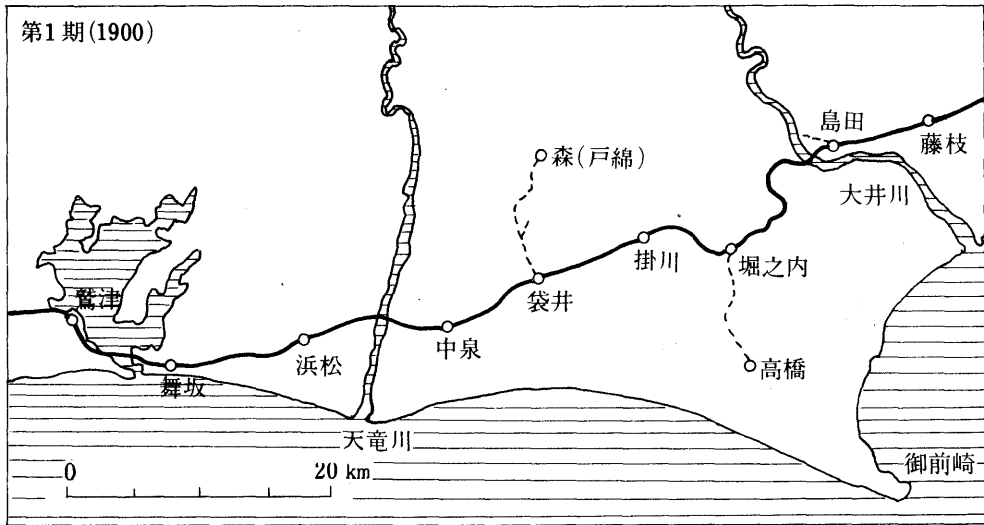 第1期(1900)
島田
藤枝
森(戸綿)
大井川
掛川
堀之内
袋井
鷲津
浜松
中泉
舞坂
高橋
天竜川
0 20 km
御前崎